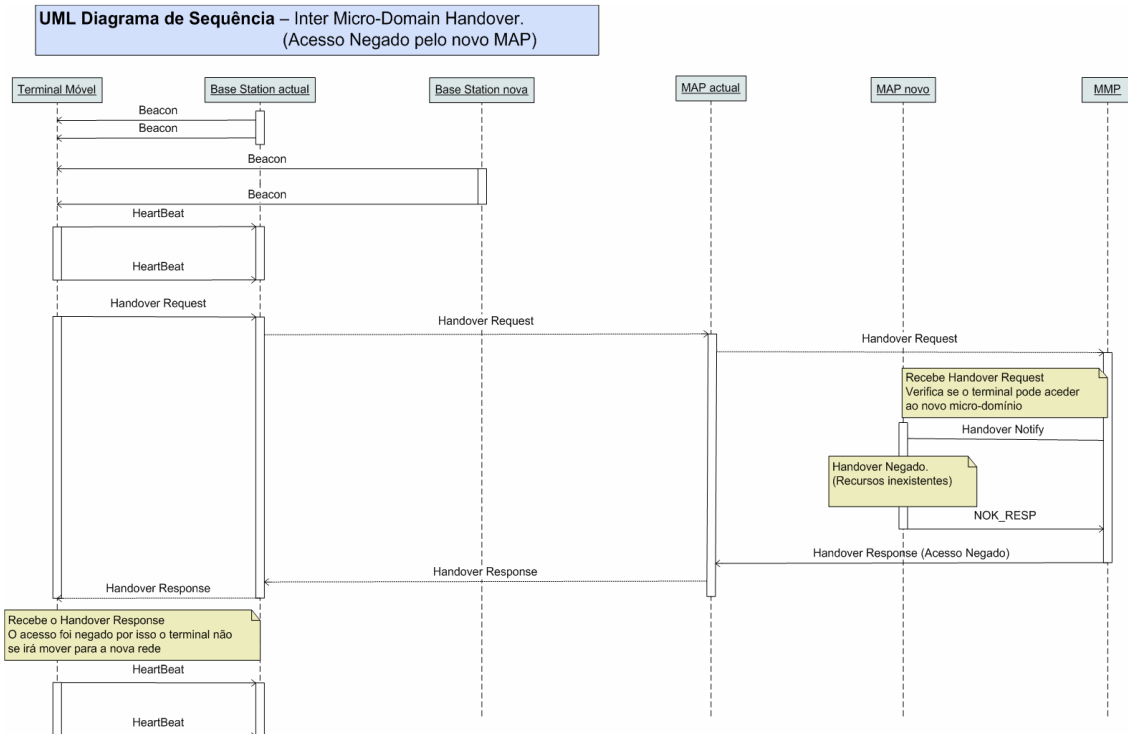 UML Diagrama de Sequência – Inter Micro-Domain Handover.
(Acesso Negado pelo novo MAP)
Terminal Móvel
Base Station actual
Base Station nova
MAP actual
MAP novo
MMP
Beacon
Beacon
Beacon
Beacon
HeartBeat
HeartBeat
Handover Request
Handover Request
Handover Request
Recebe Handover Request
Verifica se o terminal pode aceder
ao novo micro-domínio
Handover Notify
Handover Negado.
(Recursos inexistentes)
NOK_RESP
Handover Response (Acesso Negado)
Handover Response
Handover Response
Recebe o Handover Response
O acesso foi negado por isso o terminal não
se irá mover para a nova rede
HeartBeat
HeartBeat